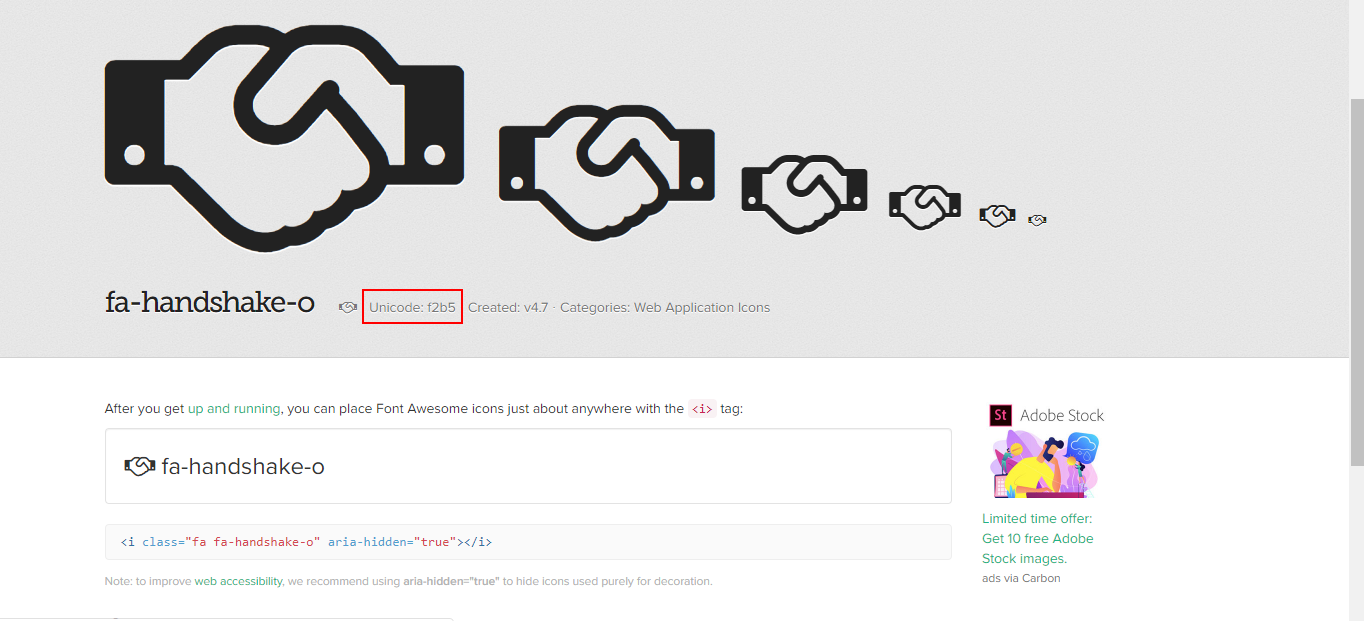 fa-handshake-o Unicode: f2b5 Created: v4.7 · Categories: Web Application Icons
After you get up and running, you can place Font Awesome icons just about anywhere with the <i> tag:
fa-handshake-o
<i class="fa fa-handshake-o" aria-hidden="true"></i>
Note: to improve web accessibility, we recommend using aria-hidden="true" to hide icons used purely for decoration.
St Adobe Stock
Limited time offer:
Get 10 free Adobe
Stock images.
ads via Carbon